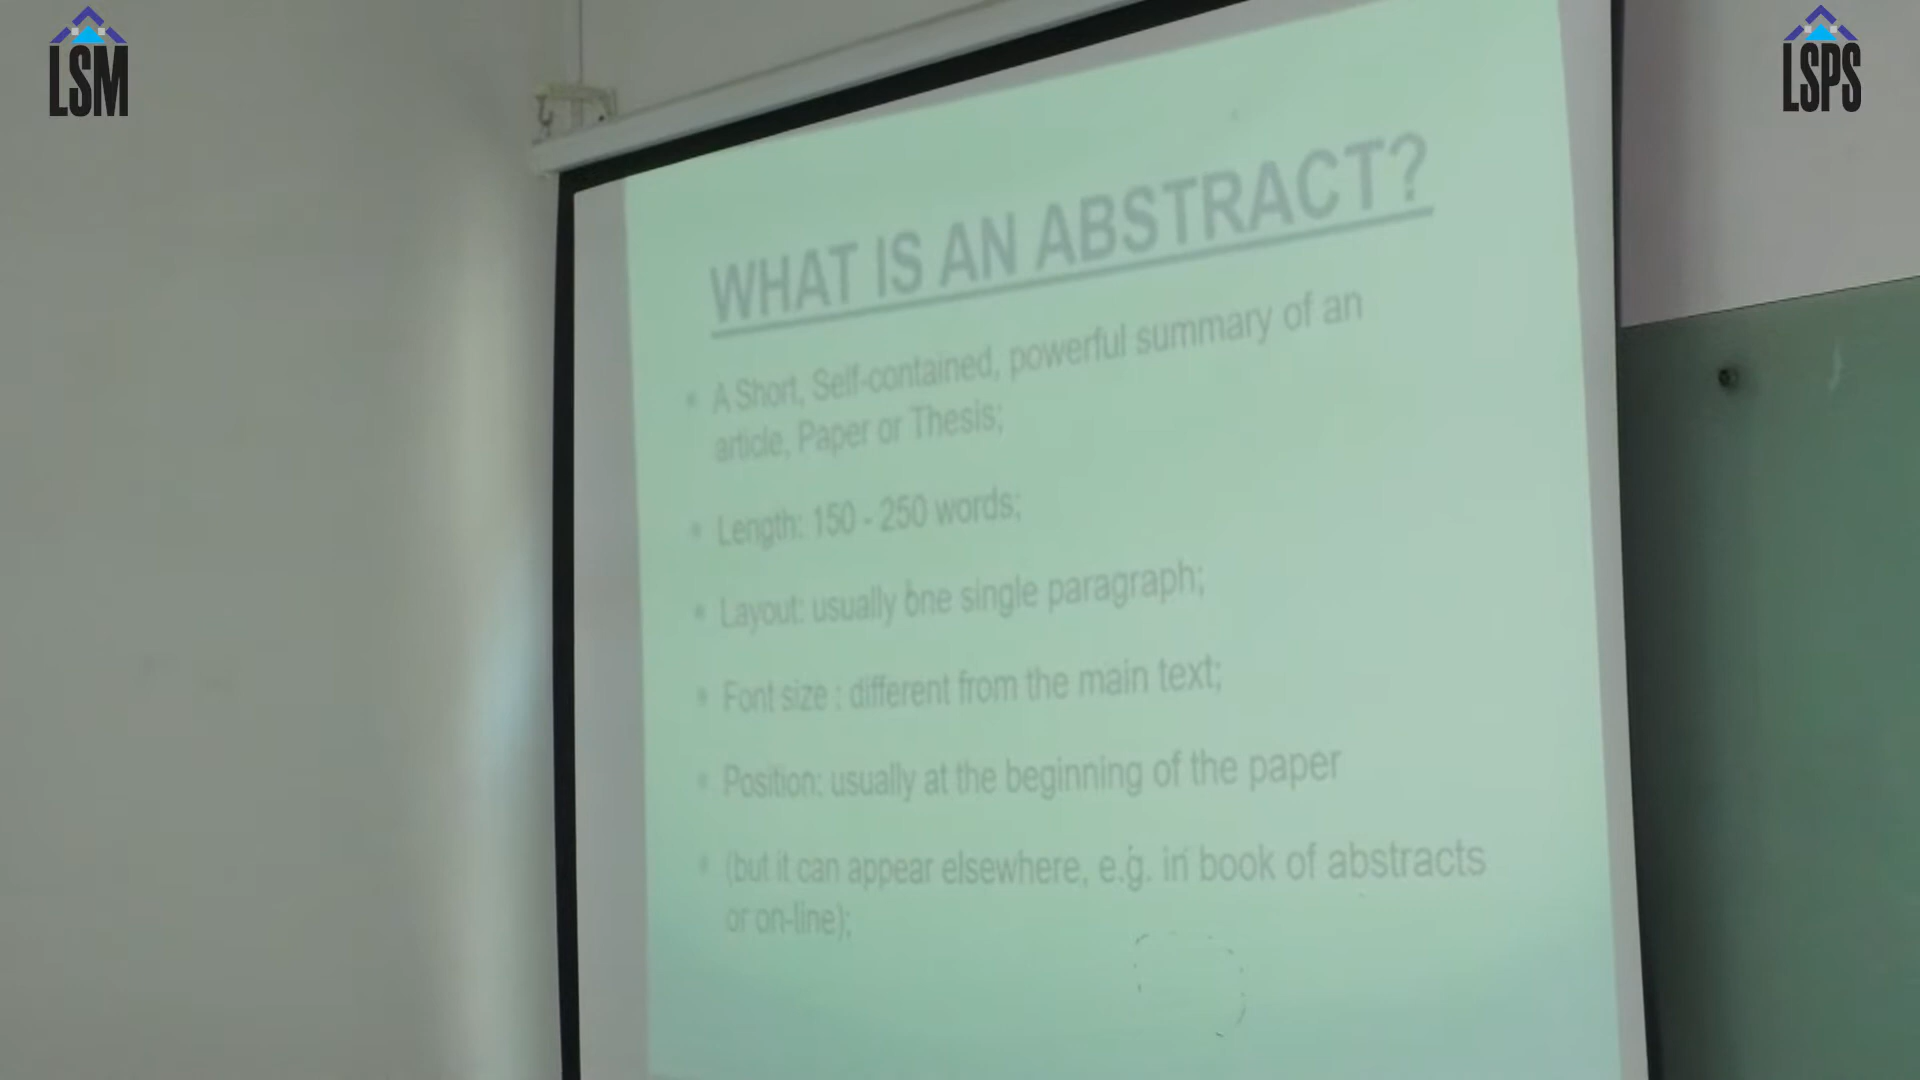 LSM
LSPS
WHAT IS AN ABSTRACT?
• A Short, Self-contained, powerful summary of an
article, Paper or Thesis;
• Length: 150 - 250 words;
• Layout: usually one single paragraph;
• Font size : different from the main text;
• Position: usually at the beginning of the paper
• (but it can appear elsewhere, e.g. in book of abstracts
or on-line);